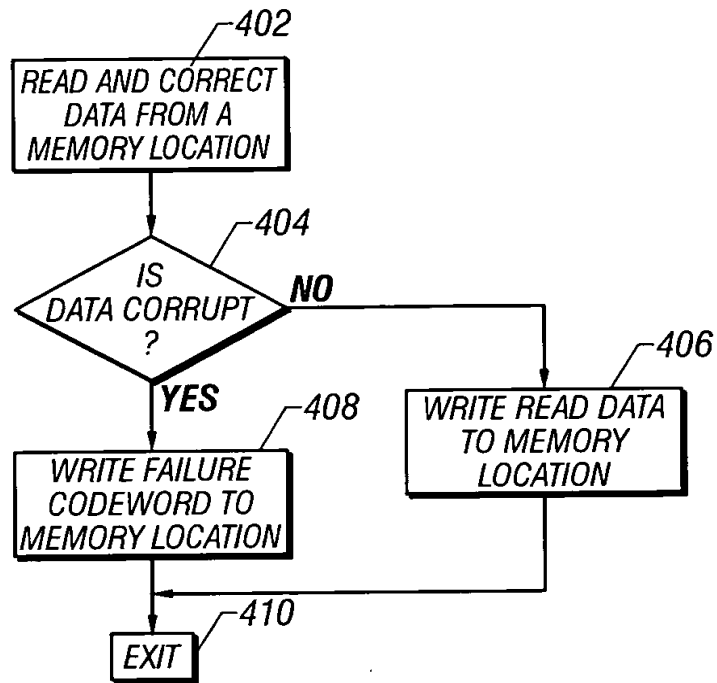 402
READ AND CORRECT
DATA FROM A
MEMORY LOCATION
404
IS
DATA CORRUPT
?
NO
YES
406
WRITE READ DATA
TO MEMORY
LOCATION
408
WRITE FAILURE
CODEWORD TO
MEMORY LOCATION
410
EXIT